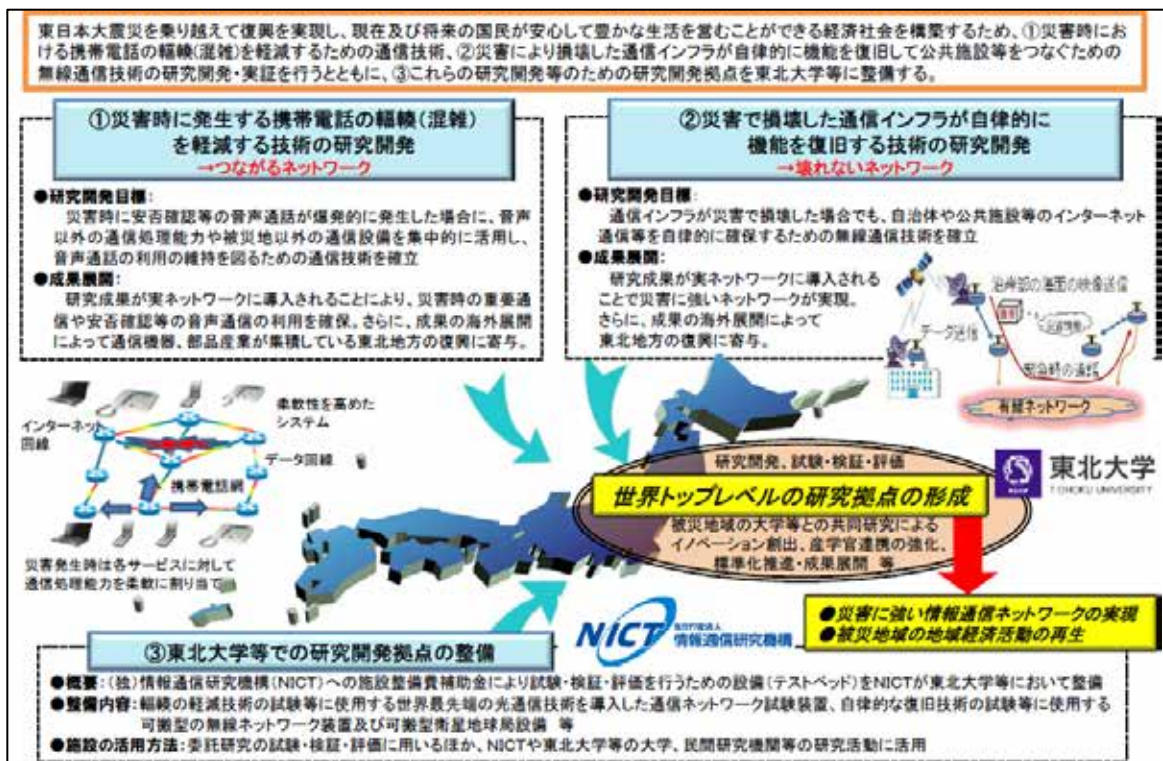 東日本大震災を乗り越えて復興を実現し、現在及び将来の国民が安心して豊かな生活を営むことができる経済社会を構築するため、①災害時にお
ける携帯電話の輻輳(混雑)を軽減するための通信技術、②災害により損壊した通信インフラが自律的に機能を復旧して公共施設等をつなぐための
無線通信技術の研究開発・実証を行うとともに、③これらの研究開発等のための研究開発拠点を東北大学等に整備する。
①災害時に発生する携帯電話の輻輳(混雑)
を軽減する技術の研究開発
→つながるネットワーク
●研究開発目標:
災害時に安否確認等の音声通話が爆発的に発生した場合に、音声
以外の通信処理能力や被災地以外の通信設備を集中的に活用し、
音声通話の利用の維持を図るための通信技術を確立
●成果展開:
研究成果が実ネットワークに導入されることにより、災害時の重要通
信や安否確認等の音声通信の利用を確保。さらに、成果の海外展開
によって通信機器、部品産業が集積している東北地方の復興に寄与。
②災害で損壊した通信インフラが自律的に
機能を復旧する技術の研究開発
→壊れないネットワーク
●研究開発目標:
通信インフラが災害で損壊した場合でも、自治体や公共施設等のインターネット
通信等を自律的に確保するための無線通信技術を確立
●成果展開:
研究成果が実ネットワークに導入される
ことで災害に強いネットワークが実現。
さらに、成果の海外展開によって
東北地方の復興に寄与。
沿岸部の海面の映像送信
データ送信
緊急時の通話
有線ネットワーク
インターネット
回線
柔軟性を高めた
システム
データ回線
携帯電話網
災害発生時は各サービスに対して
通信処理能力を柔軟に割り当て
研究開発、試験・検証・評価
世界トップレベルの研究拠点の形成
被災地域の大学等との共同研究による
イノベーション創出、産学官連携の強化、
標準化推進・成果展開 等
東北大学
TOHOKU UNIVERSITY
●災害に強い情報通信ネットワークの実現
●被災地域の地域経済活動の再生
NICT
独立行政法人
情報通信研究機構
③東北大学等での研究開発拠点の整備
●概要:(独)情報通信研究機構(NICT)への施設整備費補助金により試験・検証・評価を行うための設備(テストベッド)をNICTが東北大学等において整備
●整備内容:輻輳の軽減技術の試験等に使用する世界最先端の光通信技術を導入した通信ネットワーク試験装置、自律的な復旧技術の試験等に使用する
可搬型の無線ネットワーク装置及び可搬型衛星地球局設備 等
●施設の活用方法:委託研究の試験・検証・評価に用いるほか、NICTや東北大学等の大学、民間研究機関等の研究活動に活用